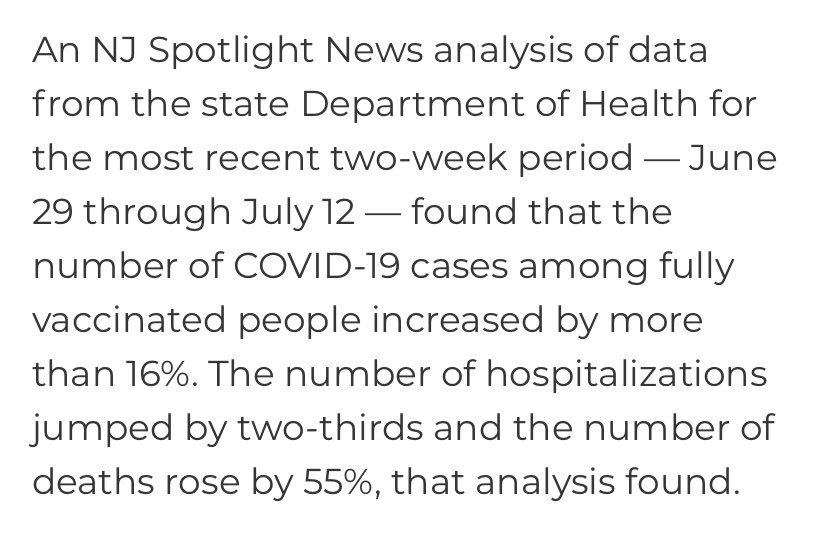 An NJ Spotlight News analysis of data
from the state Department of Health for
the most recent two-week period — June
29 through July 12 — found that the
number of COVID-19 cases among fully
vaccinated people increased by more
than 16%. The number of hospitalizations
jumped by two-thirds and the number of
deaths rose by 55%, that analysis found.